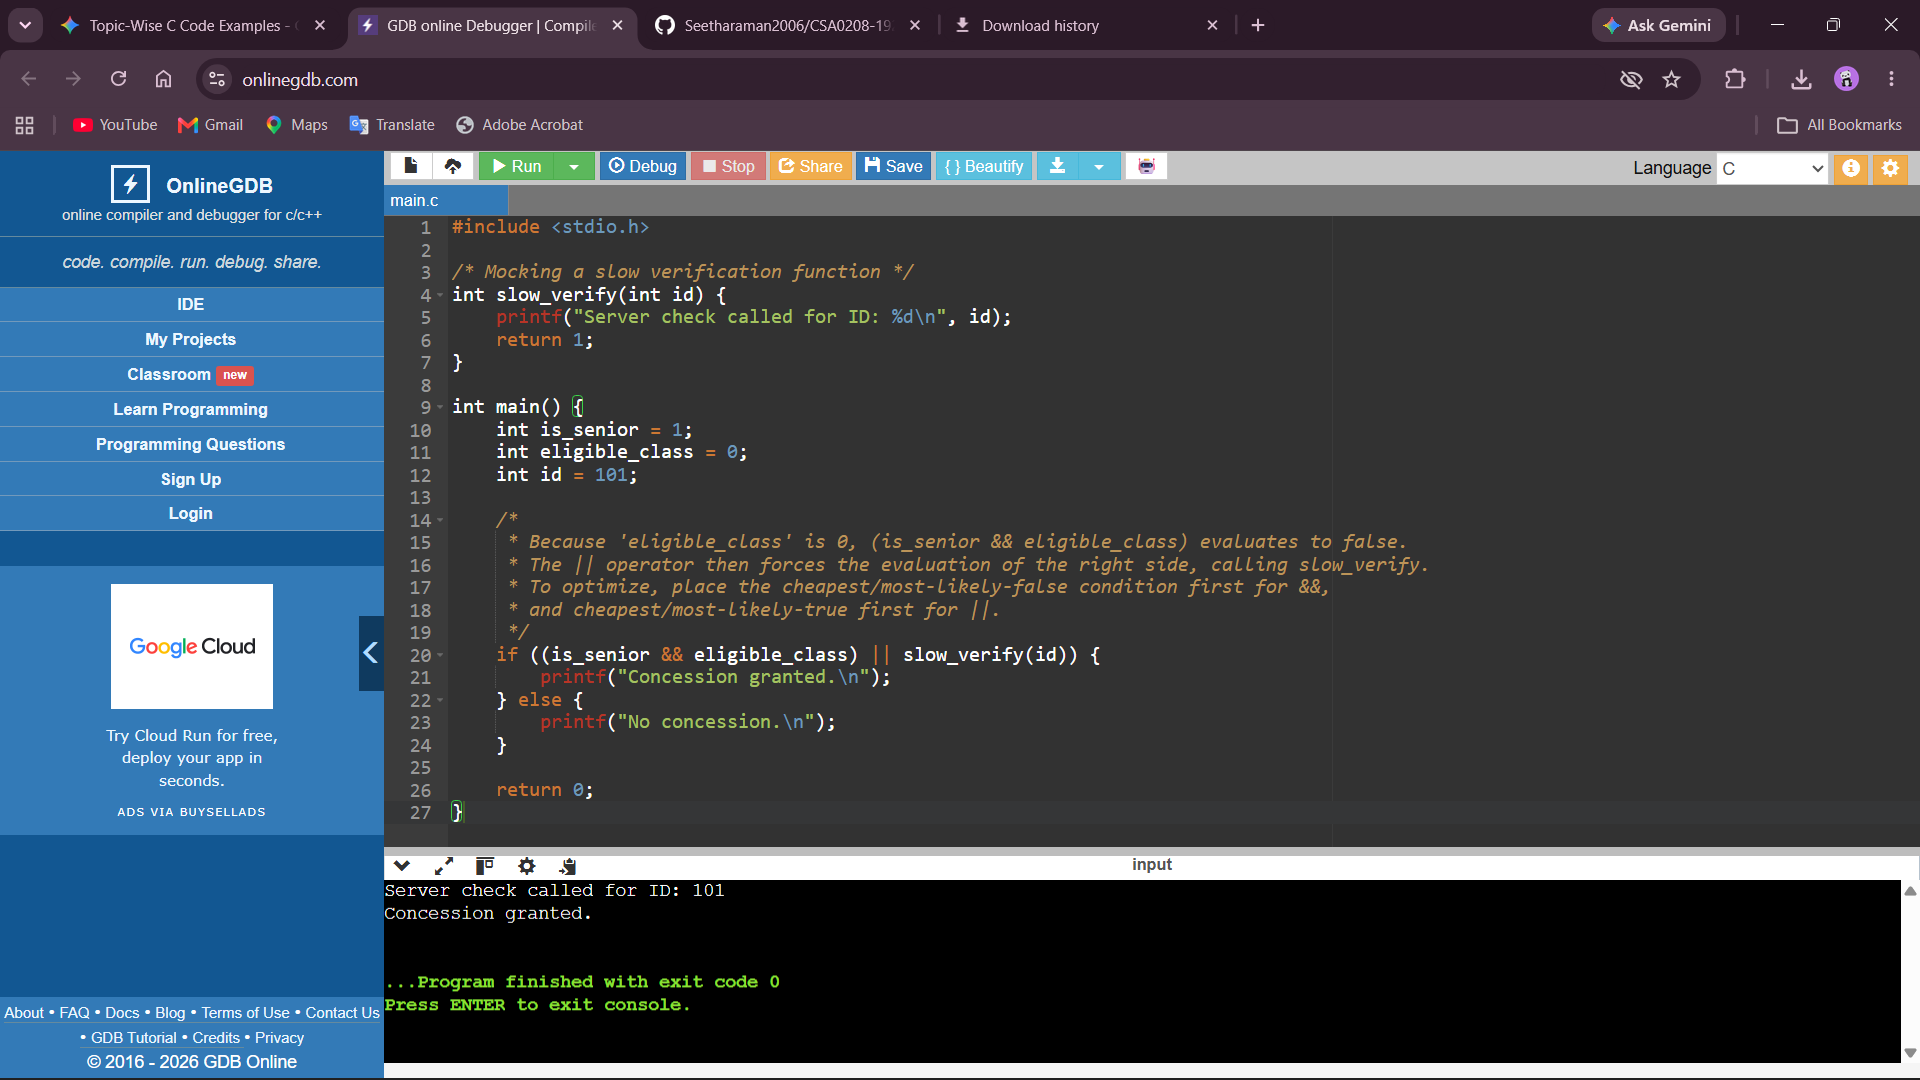 Topic-Wise C Code Examples -
GDB online Debugger | Compile
Seetharaman2006/CSA0208-19
Download history
Ask Gemini
onlinegdb.com
YouTube
Gmail
Maps
Translate
Adobe Acrobat
All Bookmarks
OnlineGDB
online compiler and debugger for c/c++
code. compile. run. debug. share.
IDE
My Projects
Classroom new
Learn Programming
Programming Questions
Sign Up
Login
Google Cloud
Try Cloud Run for free,
deploy your app in
seconds.
ADS VIA BUYSELLADS
About • FAQ • Docs • Blog • Terms of Use • Contact Us
• GDB Tutorial • Credits • Privacy
© 2016 - 2026 GDB Online
Run
Debug
Stop
Share
Save
{ } Beautify
Language C
main.c
1 #include <stdio.h>
2
3 /* Mocking a slow verification function */
4 int slow_verify(int id) {
5 printf("Server check called for ID: %d\n", id);
6 return 1;
7 }
8
9 int main() {
10 int is_senior = 1;
11 int eligible_class = 0;
12 int id = 101;
13
14 /*
15 * Because 'eligible_class' is 0, (is_senior && eligible_class) evaluates to false.
16 * The || operator then forces the evaluation of the right side, calling slow_verify.
17 * To optimize, place the cheapest/most-likely-false condition first for &&,
18 * and cheapest/most-likely-true first for ||.
19 */
20 if ((is_senior && eligible_class) || slow_verify(id)) {
21 printf("Concession granted.\n");
22 } else {
23 printf("No concession.\n");
24 }
25
26 return 0;
27 }
input
Server check called for ID: 101
Concession granted.
...Program finished with exit code 0
Press ENTER to exit console.